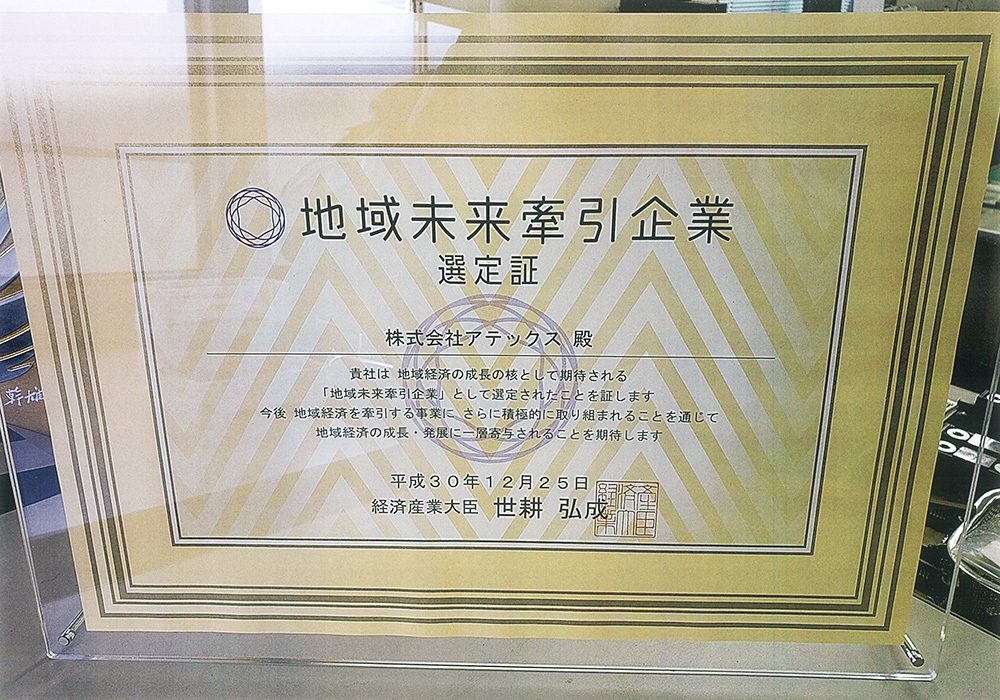 地域未来牽引企業
選定証
株式会社アテックス 殿
貴社は 地域経済の成長の核として期待される
「地域未来牽引企業」として選定されたことを証します
今後 地域経済を牽引する事業に さらに積極的に取り組まれることを通じて
地域経済の成長・発展に一層寄与されることを期待します
平成30年12月25日
経済産業大臣 世耕 弘成